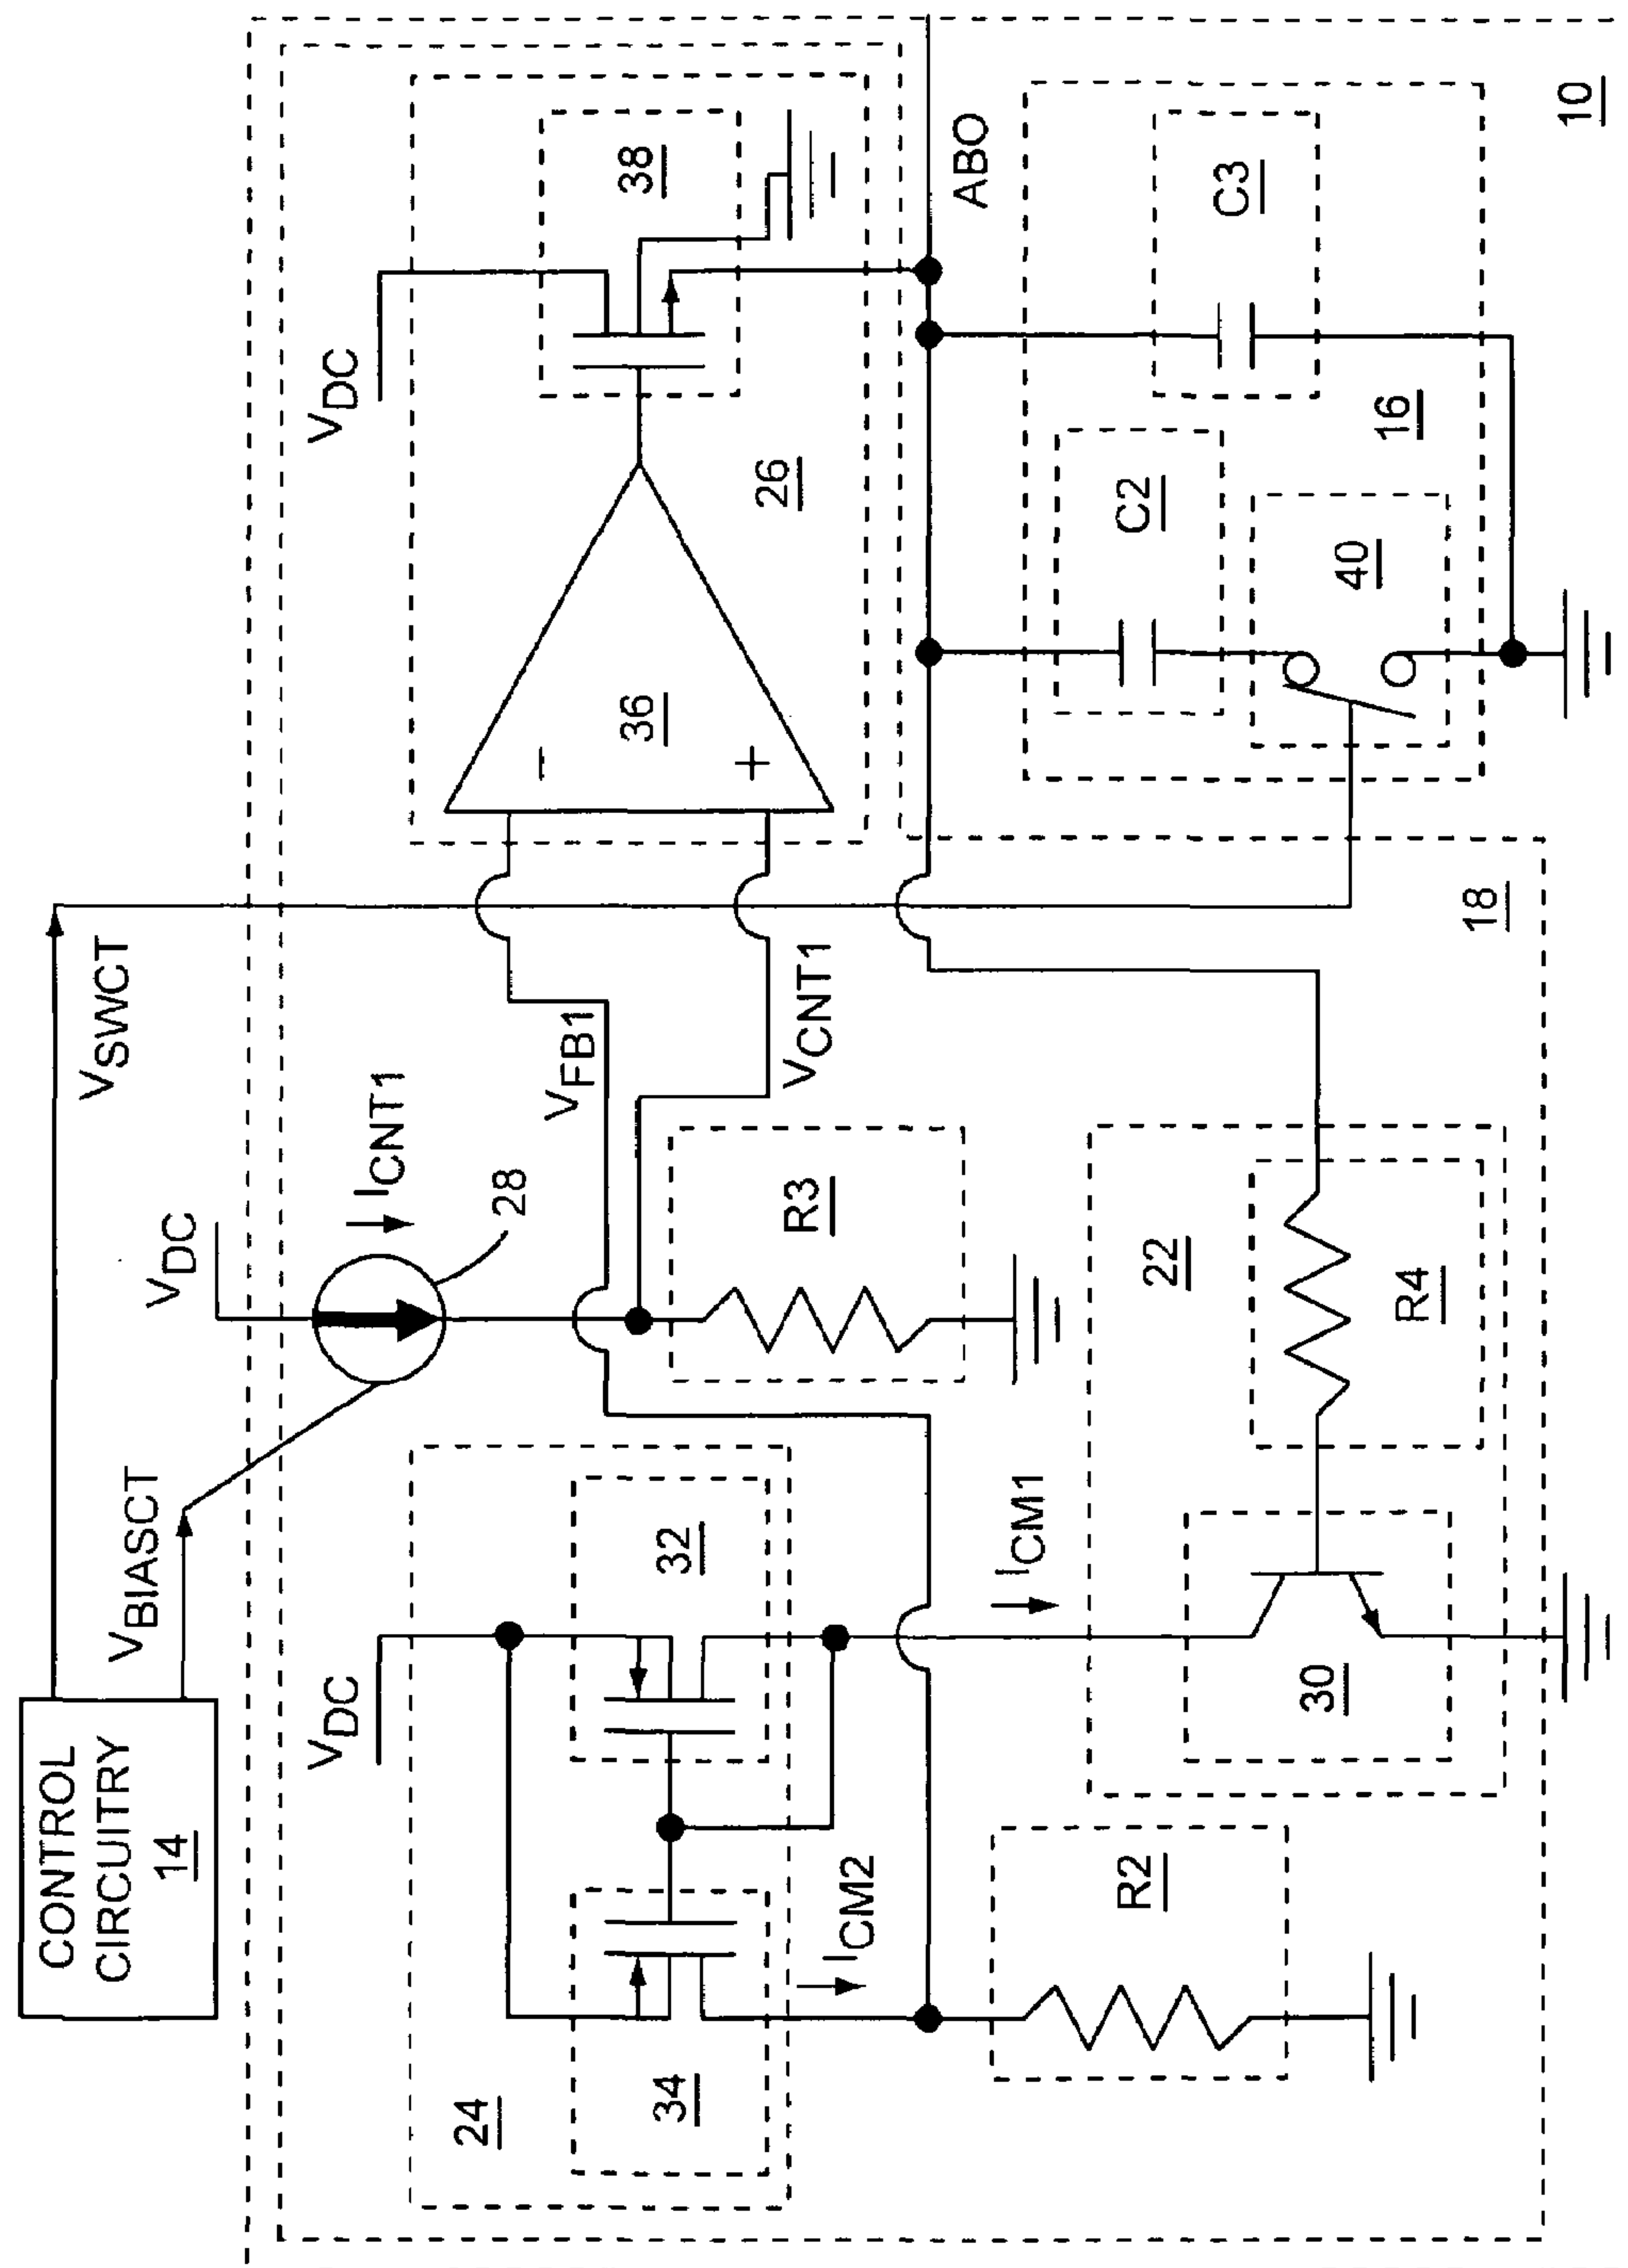 CONTROL
CIRCUITRY
14
VSWCT
VBIASCT
VDC
ICNT1
28
VDC
VDC
24
34
32
VFB1
VCNT1
36
38
26
ICM2
ICM1
R3
ABO
R2
22
30
R4
C2
C3
40
16
18
10